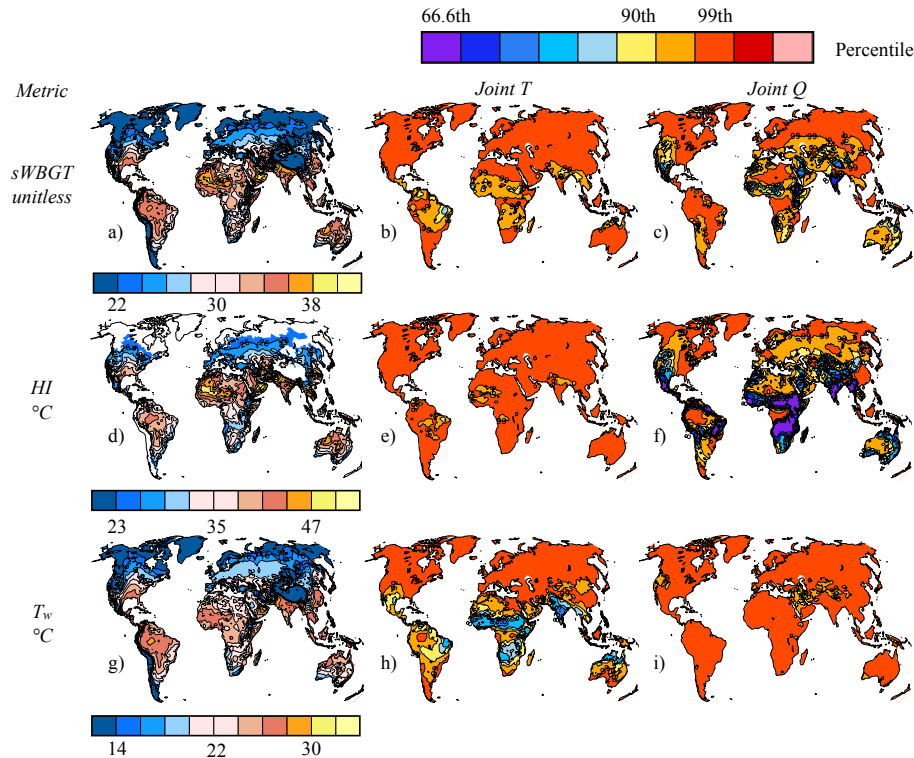 66.6th 90th 99th
Percentile
Metric Joint T Joint Q
sWBGT
unitless
a) b) c)
22 30 38
HI
°C
d) e) f)
23 35 47
Tw
°C
g) h) i)
14 22 30